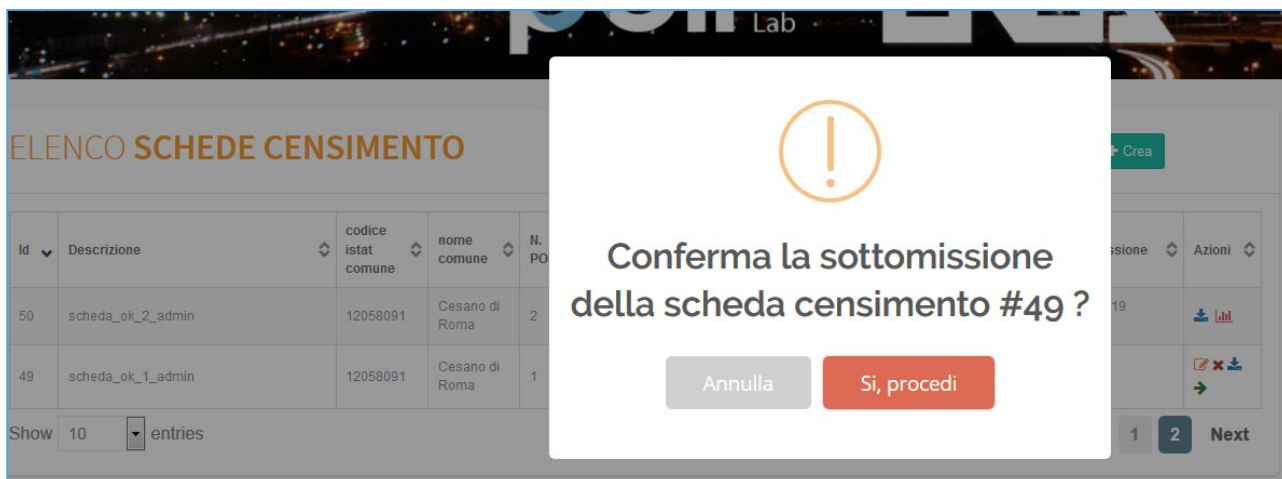 Lab
ELENCO SCHEDE CENSIMENTO
+ Crea
Conferma la sottomissione
della scheda censimento #49 ?
Annulla
Si, procedi
Id
Descrizione
codice
istat
comune
nome
comune
N.
Azioni
50
scheda_ok_2_admin
12058091
Cesano di
Roma
2
19
49
scheda_ok_1_admin
12058091
Cesano di
Roma
1
Show 10 entries
1 2 Next